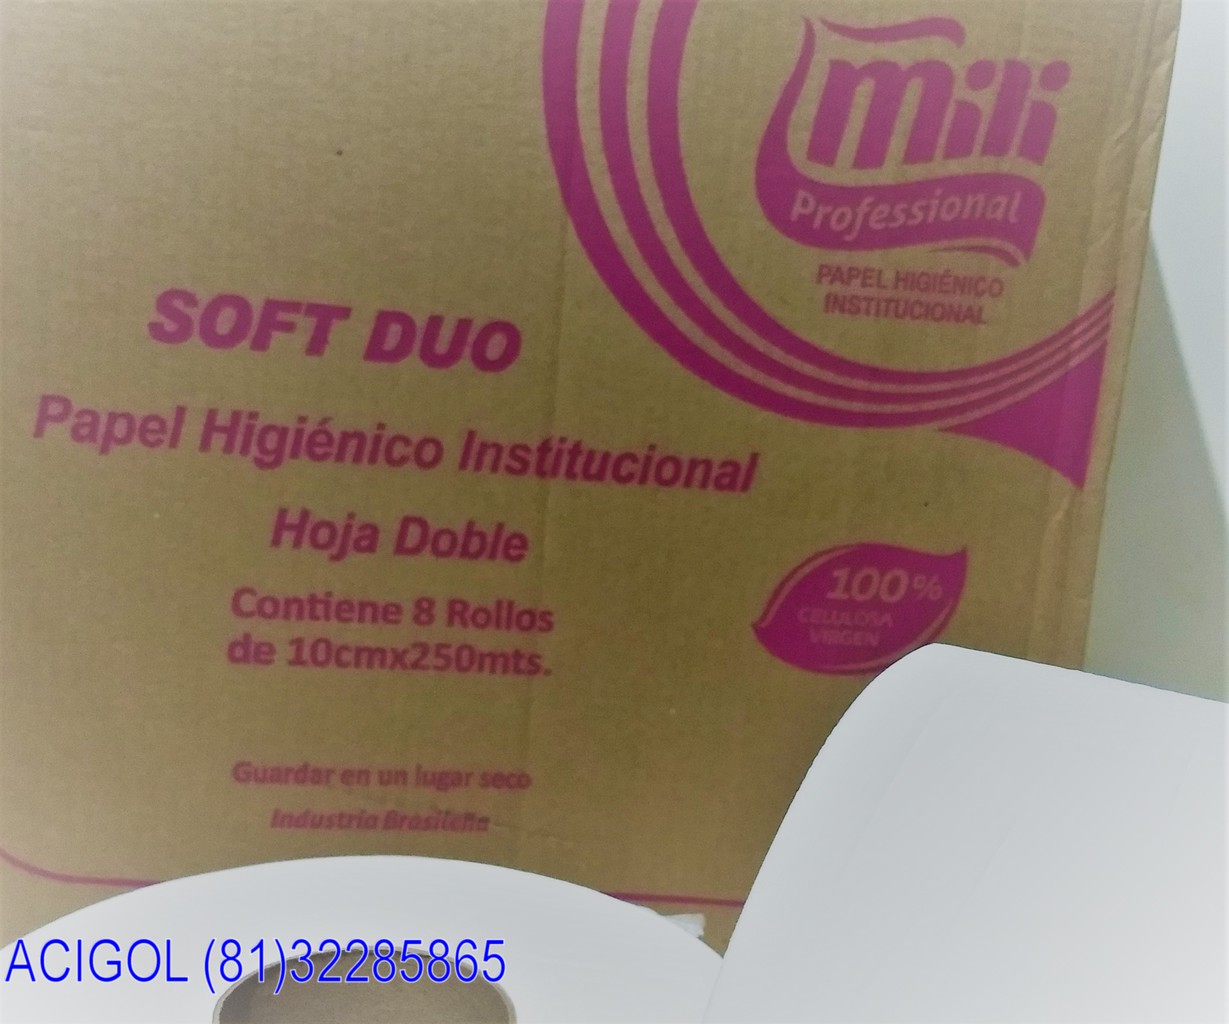 mili
Professional
PAPEL HIGIÉNICO
INSTITUCIONAL
SOFT DUO
Papel Higiénico Institucional
Hoja Doble
Contiene 8 Rollos
de 10cmx250mts.
100%
CELULOSA
VIRGEN
Guardar en un lugar seco
Industria Brasileña
ACIGOL (81)32285865